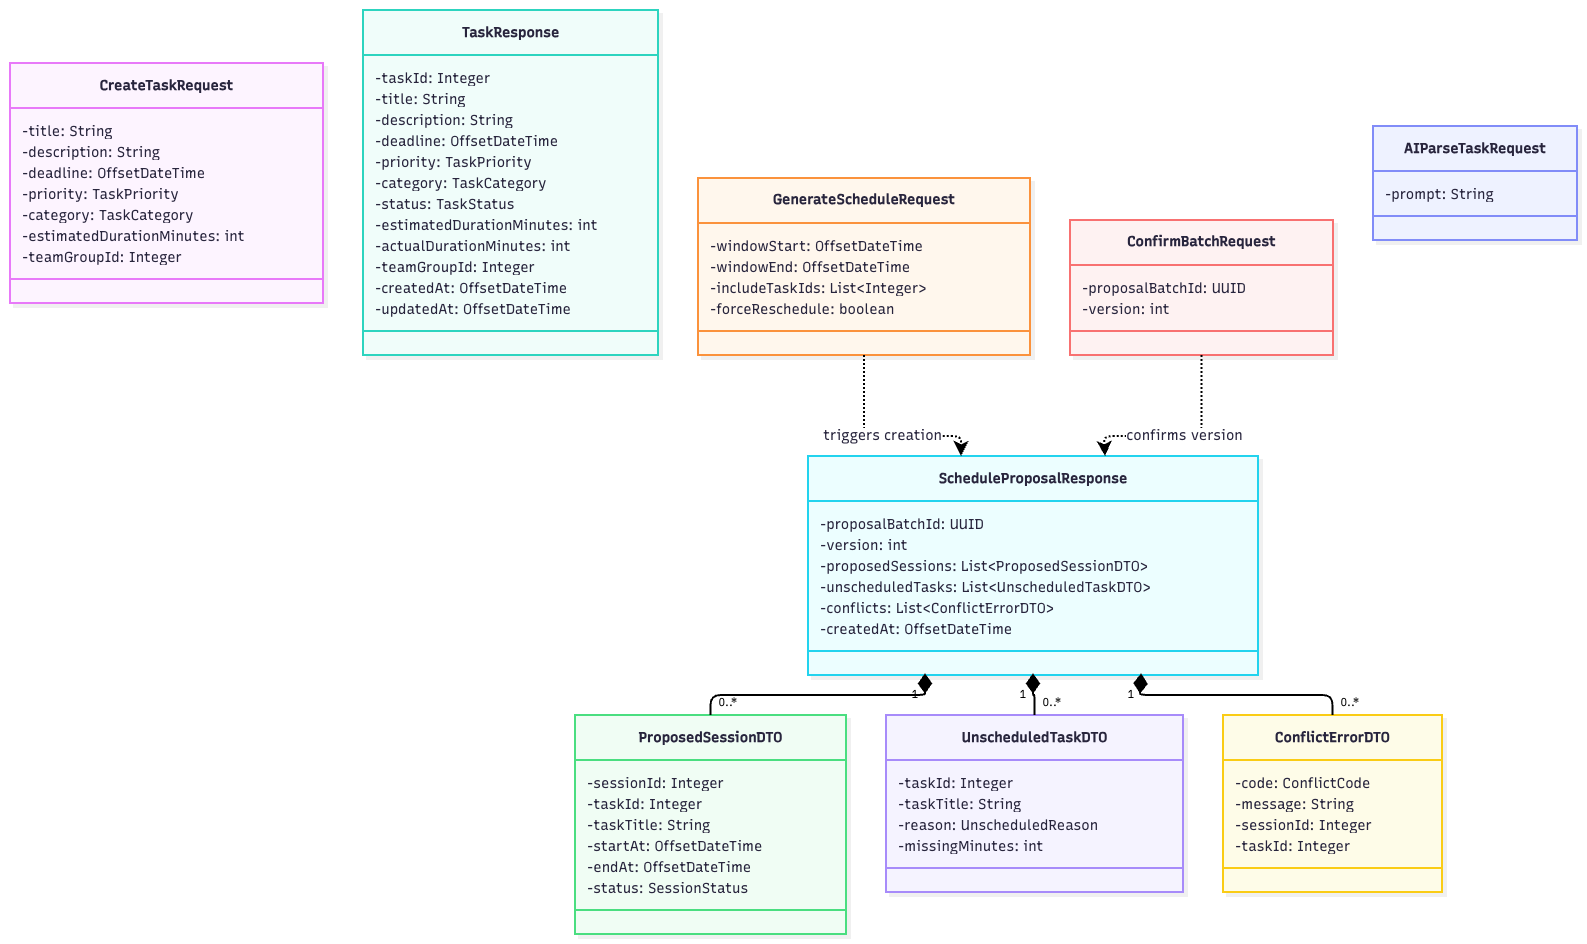 CreateTaskRequest
-title: String
-description: String
-deadline: OffsetDateTime
-priority: TaskPriority
-category: TaskCategory
-estimatedDurationMinutes: int
-teamGroupId: Integer
TaskResponse
-taskId: Integer
-title: String
-description: String
-deadline: OffsetDateTime
-priority: TaskPriority
-category: TaskCategory
-status: TaskStatus
-estimatedDurationMinutes: int
-actualDurationMinutes: int
-teamGroupId: Integer
-createdAt: OffsetDateTime
-updatedAt: OffsetDateTime
GenerateScheduleRequest
-windowStart: OffsetDateTime
-windowEnd: OffsetDateTime
-includeTaskIds: List<Integer>
-forceReschedule: boolean
ConfirmBatchRequest
-proposalBatchId: UUID
-version: int
AIParseTaskRequest
-prompt: String
triggers creation
confirms version
ScheduleProposalResponse
-proposalBatchId: UUID
-version: int
-proposedSessions: List<ProposedSessionDTO>
-unscheduledTasks: List<UnscheduledTaskDTO>
-conflicts: List<ConflictErrorDTO>
-createdAt: OffsetDateTime
1
0..*
1
0..*
1
0..*
ProposedSessionDTO
-sessionId: Integer
-taskId: Integer
-taskTitle: String
-startAt: OffsetDateTime
-endAt: OffsetDateTime
-status: SessionStatus
UnscheduledTaskDTO
-taskId: Integer
-taskTitle: String
-reason: UnscheduledReason
-missingMinutes: int
ConflictErrorDTO
-code: ConflictCode
-message: String
-sessionId: Integer
-taskId: Integer